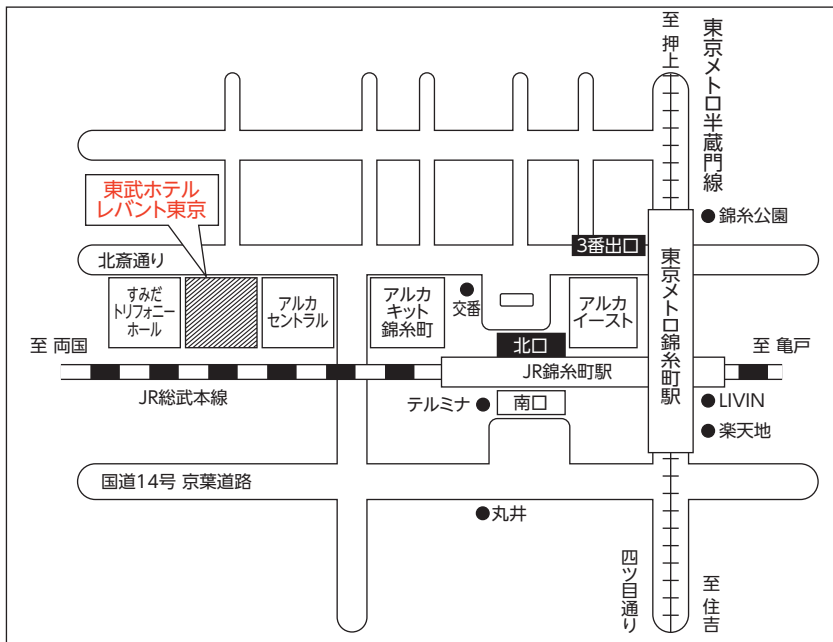 至 押上
東京メトロ半蔵門線
東武ホテル
レバント東京
錦糸公園
3番出口
北斎通り
東京メトロ錦糸町駅
すみだ
トリフォニー
ホール
アルカ
セントラル
アルカ
キット
錦糸町
交番
アルカ
イースト
至 両国
北口
至 亀戸
JR錦糸町駅
JR総武本線
テルミナ
南口
LIVIN
楽天地
国道14号 京葉道路
丸井
四ツ目通り
至 住吉